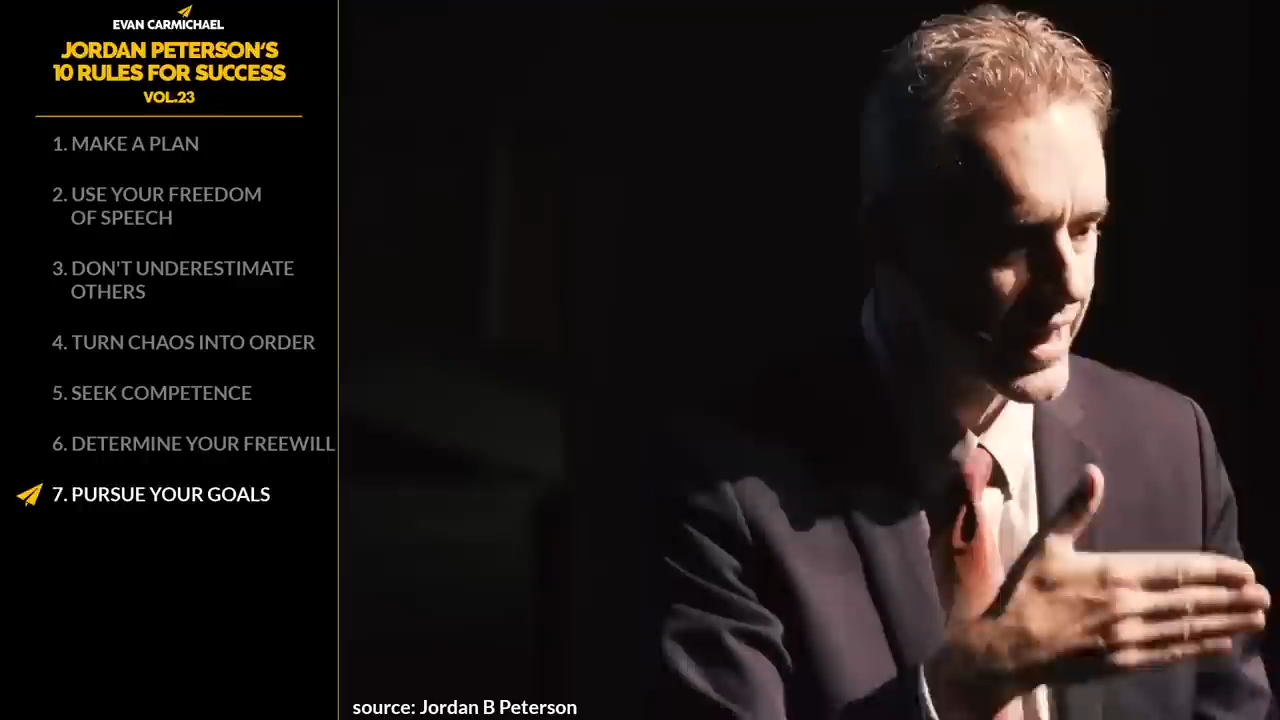 EVAN CARMICHAEL
JORDAN PETERSON'S
10 RULES FOR SUCCESS
VOL.23
1. MAKE A PLAN
2. USE YOUR FREEDOM
OF SPEECH
3. DON'T UNDERESTIMATE
OTHERS
4. TURN CHAOS INTO ORDER
5. SEEK COMPETENCE
6. DETERMINE YOUR FREEWILL
7. PURSUE YOUR GOALS
source: Jordan B Peterson